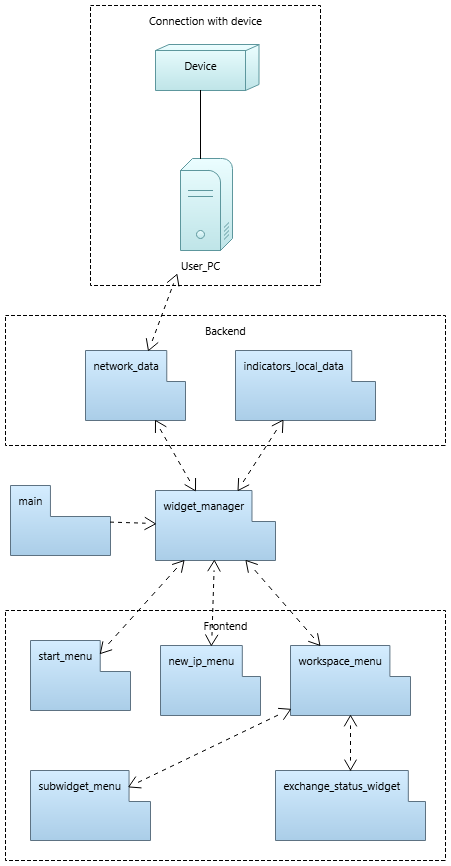 Connection with device
Device
User_PC
Backend
network_data
indicators_local_data
main
widget_manager
Frontend
start_menu
new_ip_menu
workspace_menu
subwidget_menu
exchange_status_widget